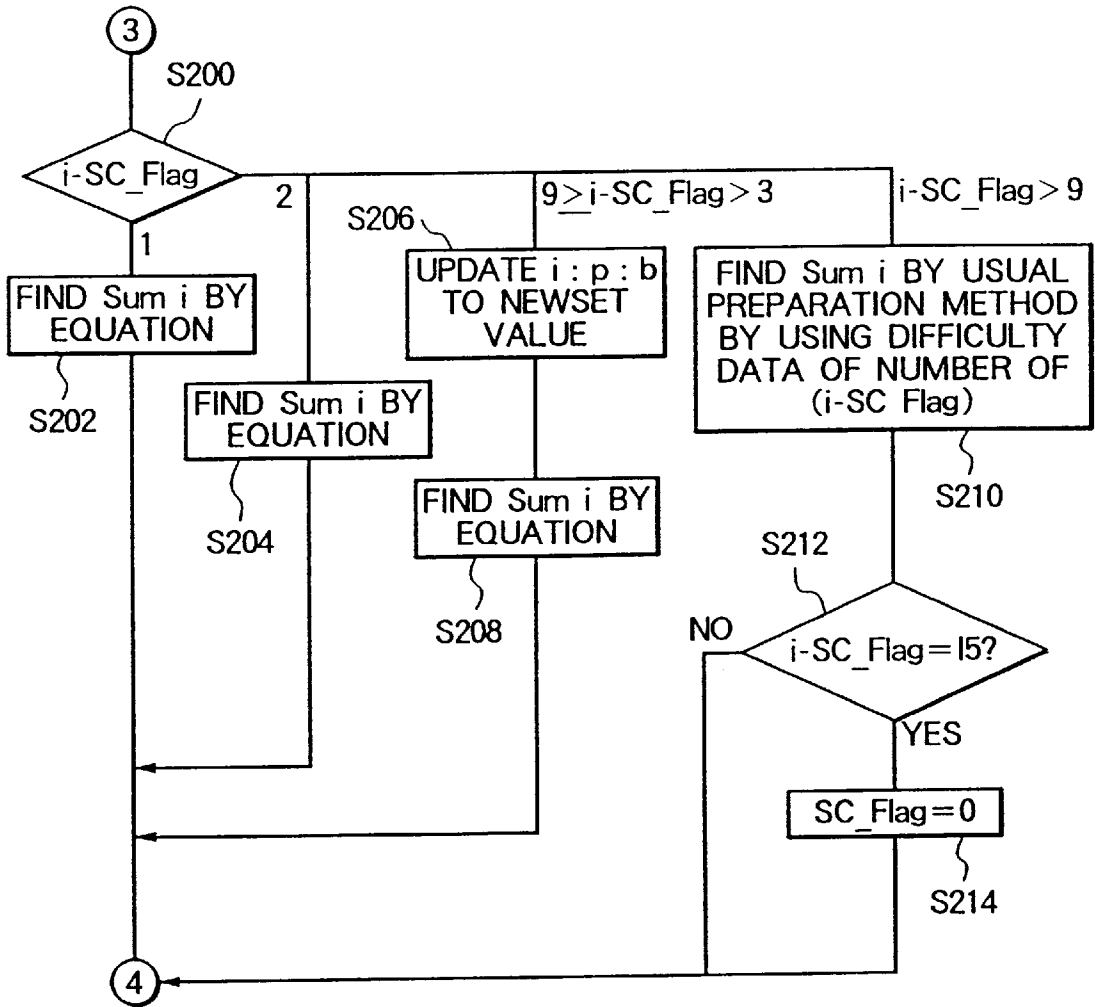 3
S200
i-SC_Flag
1
2
9≥i-SC_Flag>3
i-SC_Flag>9
FIND Sum i BY
EQUATION
S202
FIND Sum i BY
EQUATION
S204
S206
UPDATE i : p : b
TO NEWSET
VALUE
FIND Sum i BY
EQUATION
S208
FIND Sum i BY USUAL
PREPARATION METHOD
BY USING DIFFICULTY
DATA OF NUMBER OF
(i-SC Flag)
S210
S212
i-SC_Flag=15?
NO
YES
SC_Flag=0
S214
4